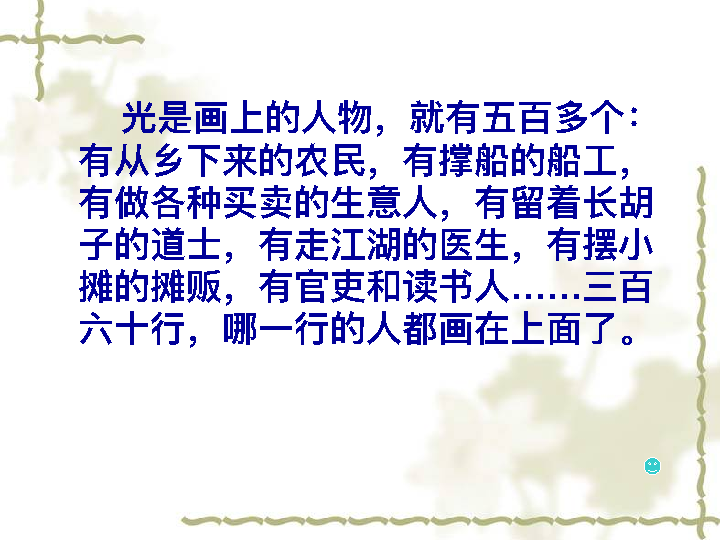 光是画上的人物，就有五百多个：
有从乡下来的农民，有撑船的船工，
有做各种买卖的生意人，有留着长胡
子的道士，有走江湖的医生，有摆小
摊的摊贩，有官吏和读书人……三百
六十行，哪一行的人都画在上面了。